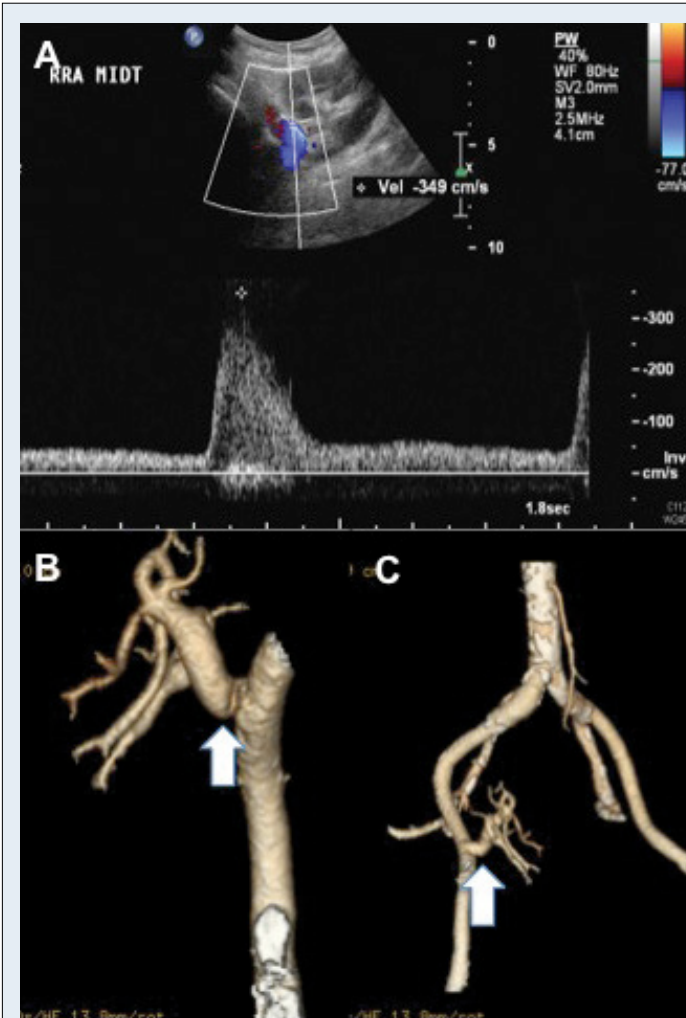 A
RRA MIDT
PW
40%
WF 80Hz
SV2.0mm
M3
2.5MHz
4.1cm
0
5
x
10
-77.0
cm/s
Vel -349 cm/s
-300
-200
-100
Inv
cm/s
1.8sec
B
C